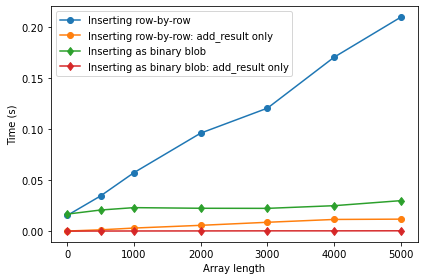 Inserting row-by-row
Inserting row-by-row: add_result only
Inserting as binary blob
Inserting as binary blob: add_result only
Time (s)
0.20
0.15
0.10
0.05
0.00
0 1000 2000 3000 4000 5000
Array length